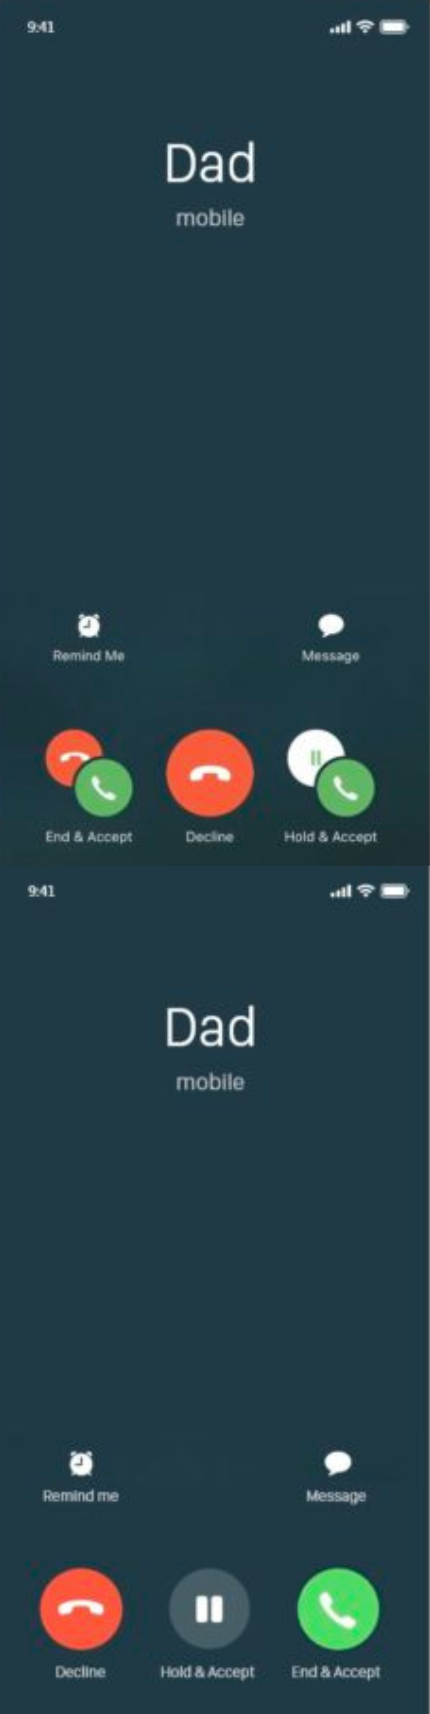 9:41
Dad
mobile
Remind Me Message
End & Accept Decline Hold & Accept
9:41
Dad
mobile
Remind me Message
Decline Hold & Accept End & Accept